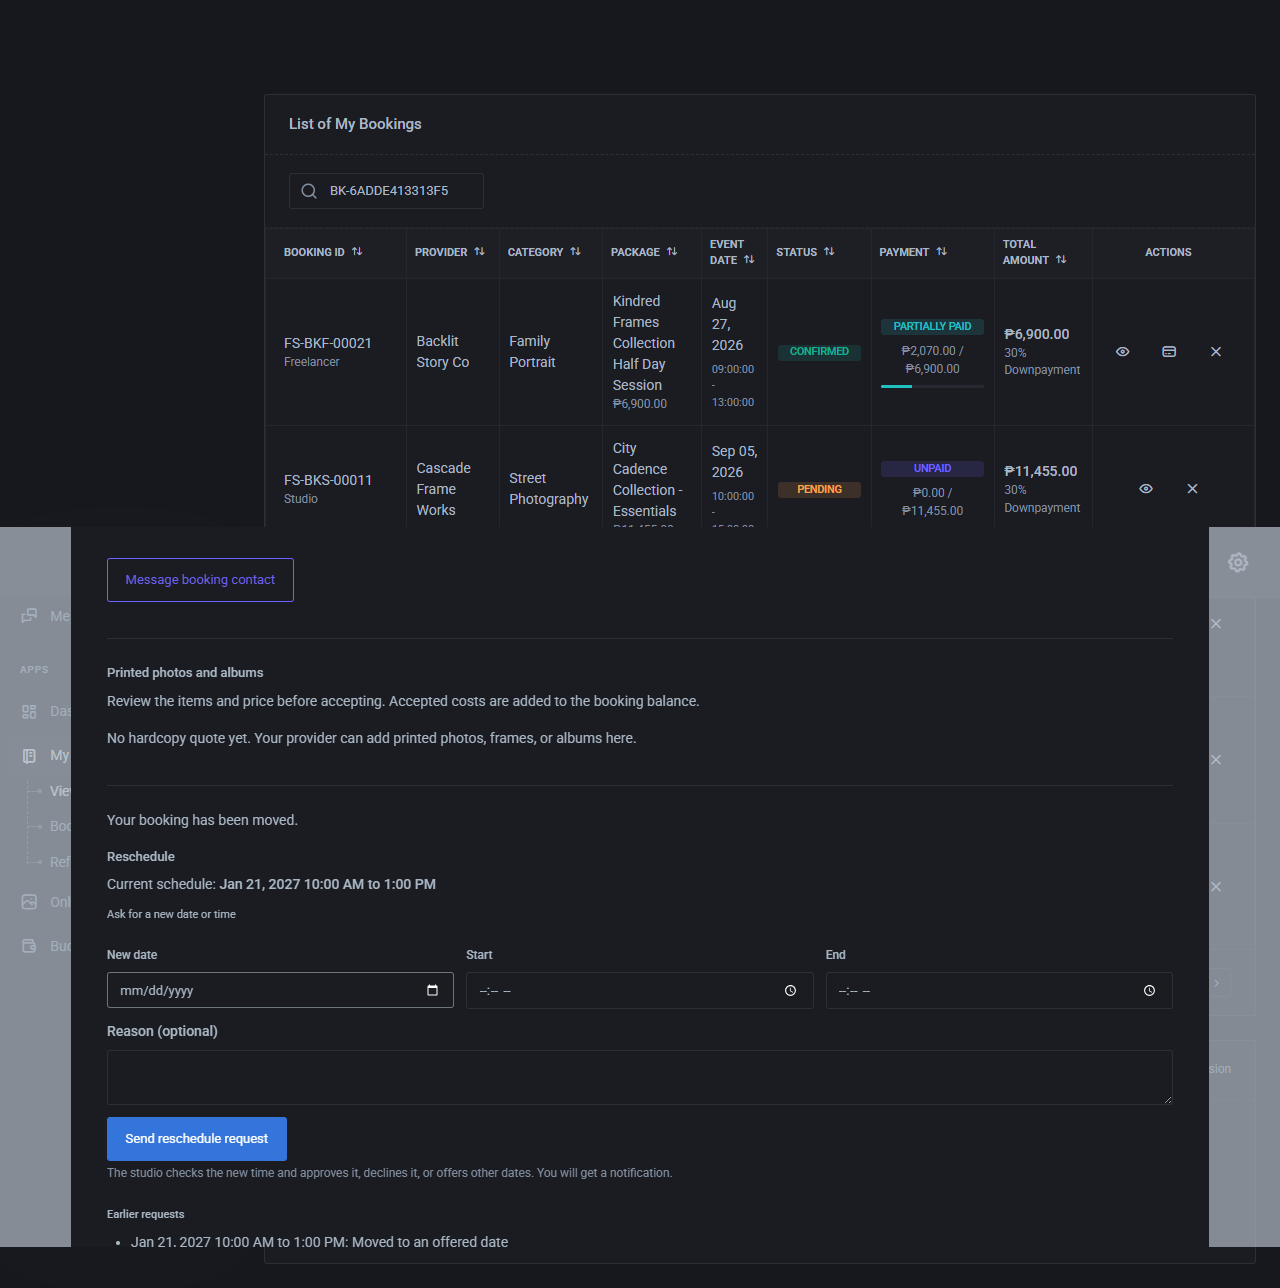 List of My Bookings
BK-6ADDE413313F5
BOOKING ID PROVIDER CATEGORY PACKAGE EVENT DATE STATUS PAYMENT TOTAL AMOUNT ACTIONS
FS-BKF-00021
Freelancer
Backlit
Story Co
Family
Portrait
Kindred
Frames
Collection
Half Day
Session
₱6,900.00
Aug
27,
2026
09:00:00
-
13:00:00
CONFIRMED
PARTIALLY PAID
₱2,070.00 /
₱6,900.00
₱6,900.00
30%
Downpayment
FS-BKS-00011
Studio
Cascade
Frame
Works
Street
Photography
City
Cadence
Collection -
Essentials
Sep 05,
2026
10:00:00
-
PENDING
UNPAID
₱0.00 /
₱11,455.00
₱11,455.00
30%
Downpayment
Me
APPS
Das
My
View
Boo
Ref
Onl
Bud
Message booking contact
Printed photos and albums
Review the items and price before accepting. Accepted costs are added to the booking balance.
No hardcopy quote yet. Your provider can add printed photos, frames, or albums here.
Your booking has been moved.
Reschedule
Current schedule: Jan 21, 2027 10:00 AM to 1:00 PM
Ask for a new date or time
New date Start End
mm/dd/yyyy --:-- -- --:-- --
Reason (optional)
Send reschedule request
The studio checks the new time and approves it, declines it, or offers other dates. You will get a notification.
Earlier requests
• Jan 21, 2027 10:00 AM to 1:00 PM: Moved to an offered date
sion